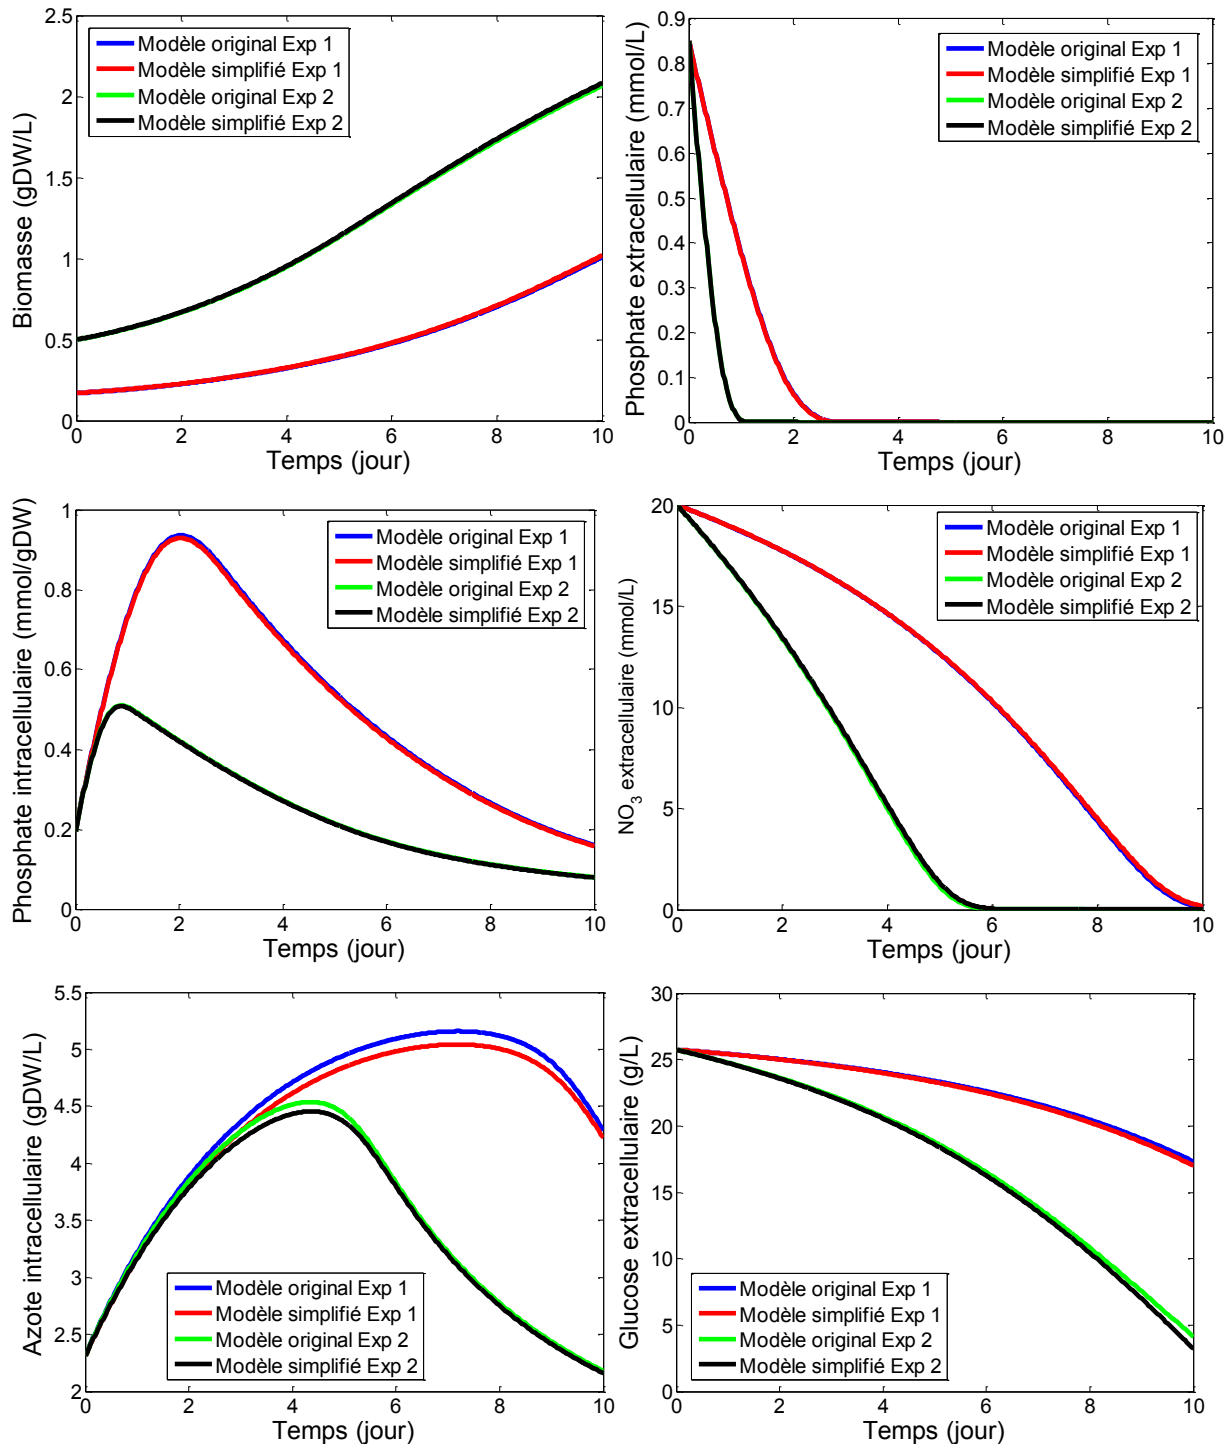 Biomasse (gDW/L)
2.5
2
1.5
1
0.5
0
Modèle original Exp 1
Modèle simplifié Exp 1
Modèle original Exp 2
Modèle simplifié Exp 2
0 2 4 6 8 10
Temps (jour)
Phosphate extracellulaire (mmol/L)
0.9
0.8
0.7
0.6
0.5
0.4
0.3
0.2
0.1
0
Modèle original Exp 1
Modèle simplifié Exp 1
Modèle original Exp 2
Modèle simplifié Exp 2
0 2 4 6 8 10
Temps (jour)
Phosphate intracellulaire (mmol/gDW)
1
0.8
0.6
0.4
0.2
0
Modèle original Exp 1
Modèle simplifié Exp 1
Modèle original Exp 2
Modèle simplifié Exp 2
0 2 4 6 8 10
Temps (jour)
NO3 extracellulaire (mmol/L)
20
15
10
5
0
Modèle original Exp 1
Modèle simplifié Exp 1
Modèle original Exp 2
Modèle simplifié Exp 2
0 2 4 6 8 10
Temps (jour)
Azote intracellulaire (gDW/L)
5.5
5
4.5
4
3.5
3
2.5
2
Modèle original Exp 1
Modèle simplifié Exp 1
Modèle original Exp 2
Modèle simplifié Exp 2
0 2 4 6 8 10
Temps (jour)
Glucose extracellulaire (g/L)
30
25
20
15
10
5
0
Modèle original Exp 1
Modèle simplifié Exp 1
Modèle original Exp 2
Modèle simplifié Exp 2
0 2 4 6 8 10
Temps (jour)